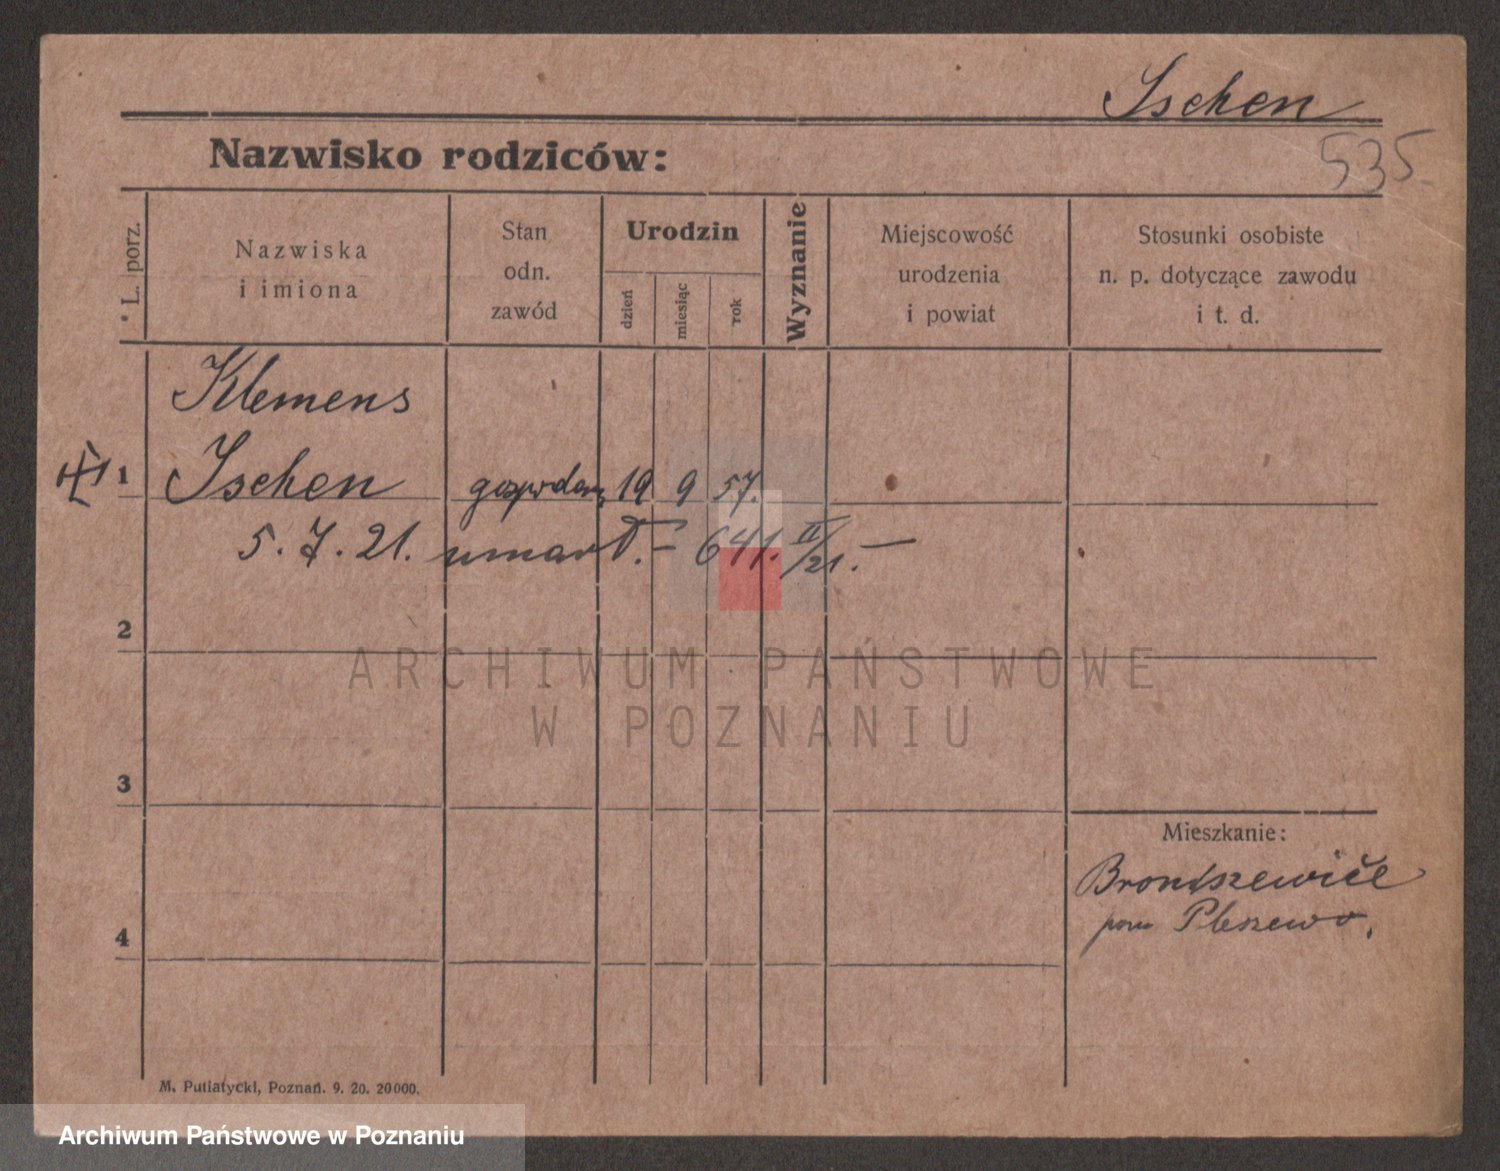 Ischen
Nazwisko rodziców:
535.
* L. porz.
Nazwiska
i imiona
Stan
odn.
zawód
Urodzin
dzień
miesiąc
rok
Wyznanie
Miejscowość
urodzenia
i powiat
Stosunki osobiste
n. p. dotyczące zawodu
i t. d.
Klemens
1 Ischen gospodarz 19 9 57.
5. 7. 21. umarł. – 641. II/21. —
2
3
4
ARCHIWUM PAŃSTWOWE
W POZNANIU
Mieszkanie:
Broniszewice
pow Pleszewo.
M. Putiatycki, Poznań. 9. 20. 20000.
Archiwum Państwowe w Poznaniu